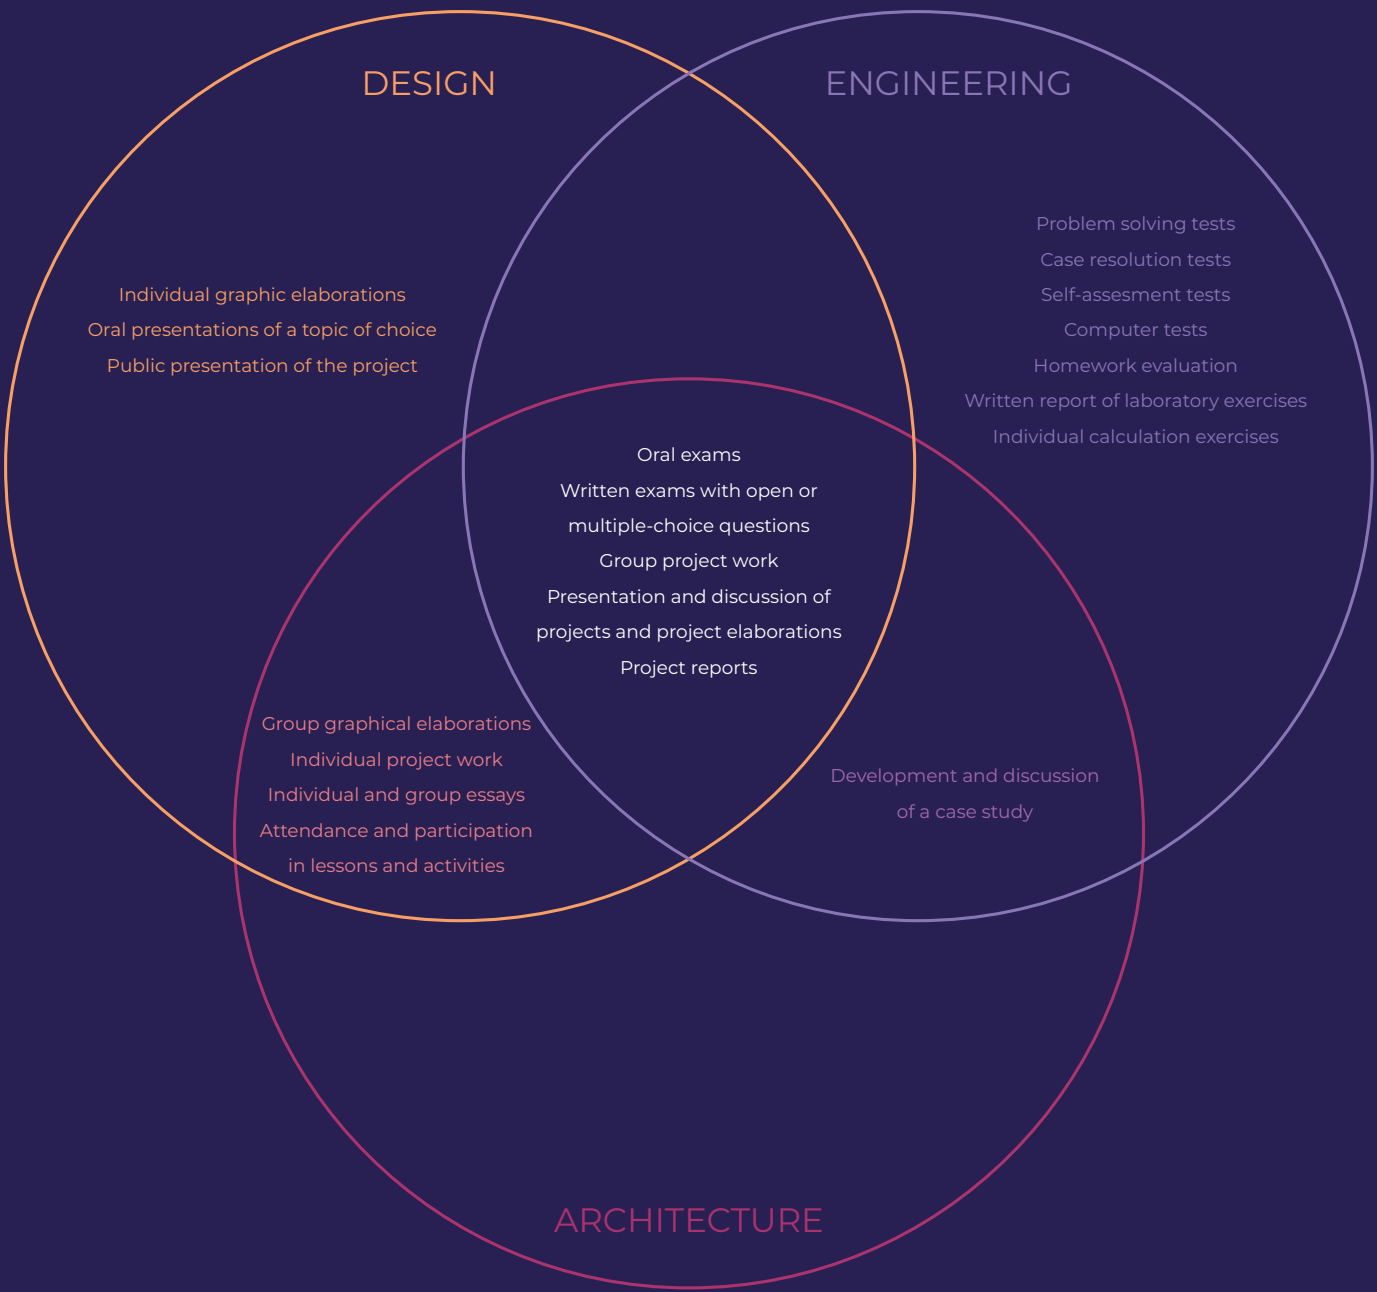 DESIGN
ENGINEERING
Individual graphic elaborations
Oral presentations of a topic of choice
Public presentation of the project
Problem solving tests
Case resolution tests
Self-assesment tests
Computer tests
Homework evaluation
Written report of laboratory exercises
Individual calculation exercises
Oral exams
Written exams with open or
multiple-choice questions
Group project work
Presentation and discussion of
projects and project elaborations
Project reports
Group graphical elaborations
Individual project work
Individual and group essays
Attendance and participation
in lessons and activities
Development and discussion
of a case study
ARCHITECTURE